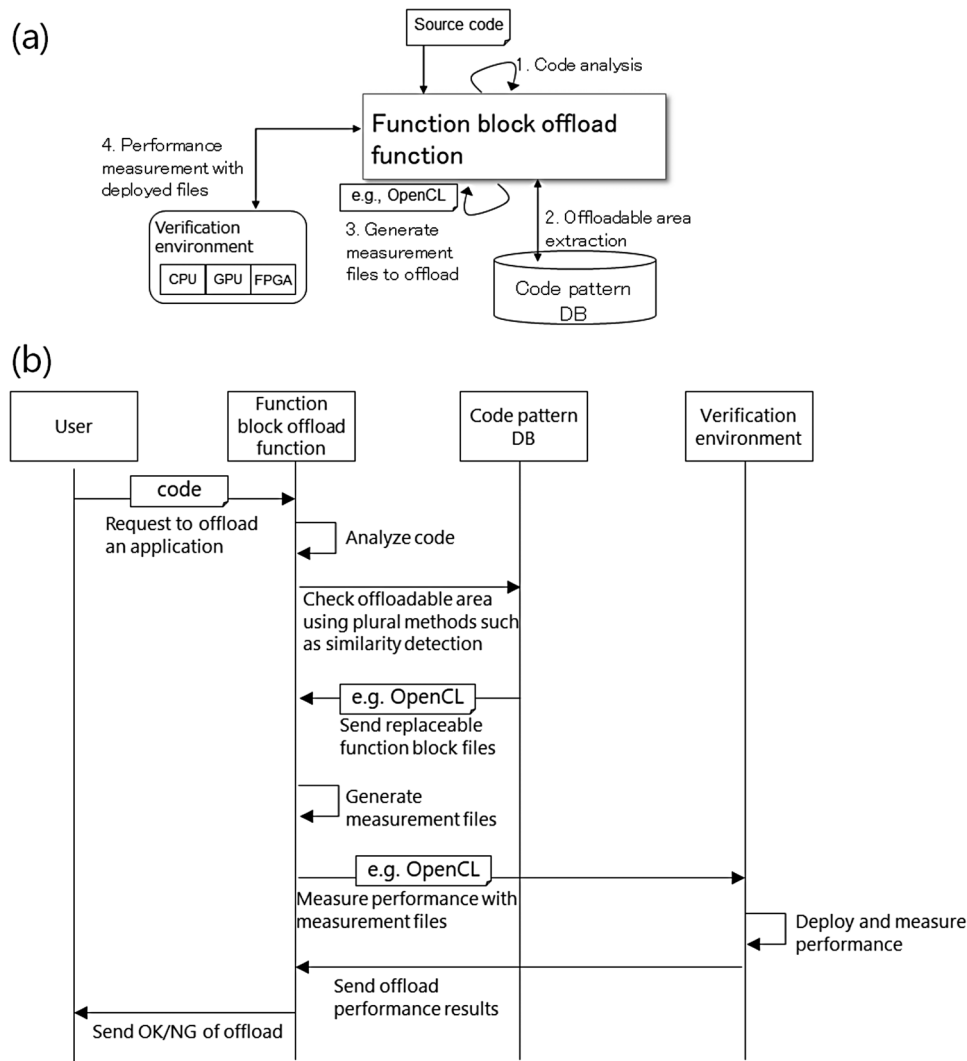 (a)
Source code
1. Code analysis
Function block offload
function
4. Performance
measurement with
deployed files
e.g., OpenCL
3. Generate
measurement
files to offload
2. Offloadable area
extraction
Verification
environment
CPU GPU FPGA
Code pattern
DB
(b)
User
Function
block offload
function
Code pattern
DB
Verification
environment
code
Request to offload
an application
Analyze code
Check offloadable area
using plural methods such
as similarity detection
e.g. OpenCL
Send replaceable
function block files
Generate
measurement files
e.g. OpenCL
Measure performance with
measurement files
Deploy and measure
performance
Send offload
performance results
Send OK/NG of offload